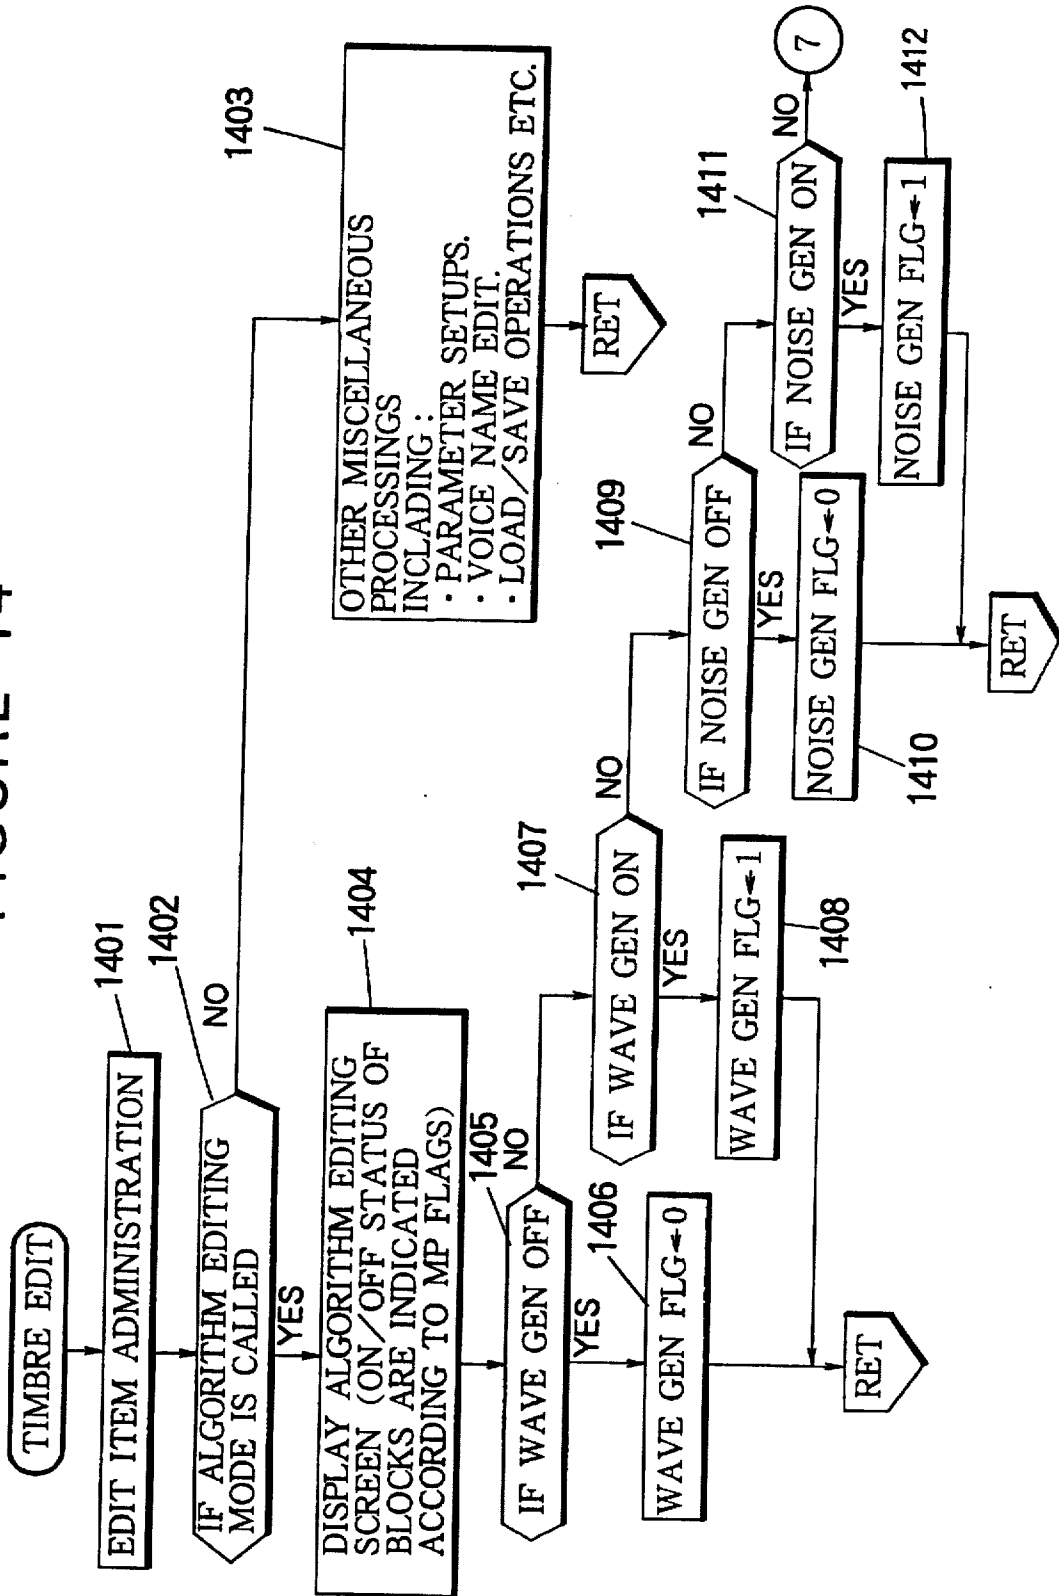 FIGURE 14
TIMBRE EDIT
EDIT ITEM ADMINISTRATION
1401
IF ALGORITHM EDITING
MODE IS CALLED
1402
NO
YES
OTHER MISCELLANEOUS
PROCESSINGS
INCLADING :
・PARAMETER SETUPS.
・VOICE NAME EDIT.
・LOAD/SAVE OPERATIONS ETC.
1403
RET
DISPLAY ALGORITHM EDITING
SCREEN (ON/OFF STATUS OF
BLOCKS ARE INDICATED
ACCORDING TO MP FLAGS)
1404
IF WAVE GEN OFF
1405
NO
YES
WAVE GEN FLG←0
1406
IF WAVE GEN ON
1407
NO
YES
WAVE GEN FLG←1
1408
RET
IF NOISE GEN OFF
1409
NO
YES
NOISE GEN FLG←0
1410
IF NOISE GEN ON
1411
NO
7
YES
NOISE GEN FLG←1
1412
RET